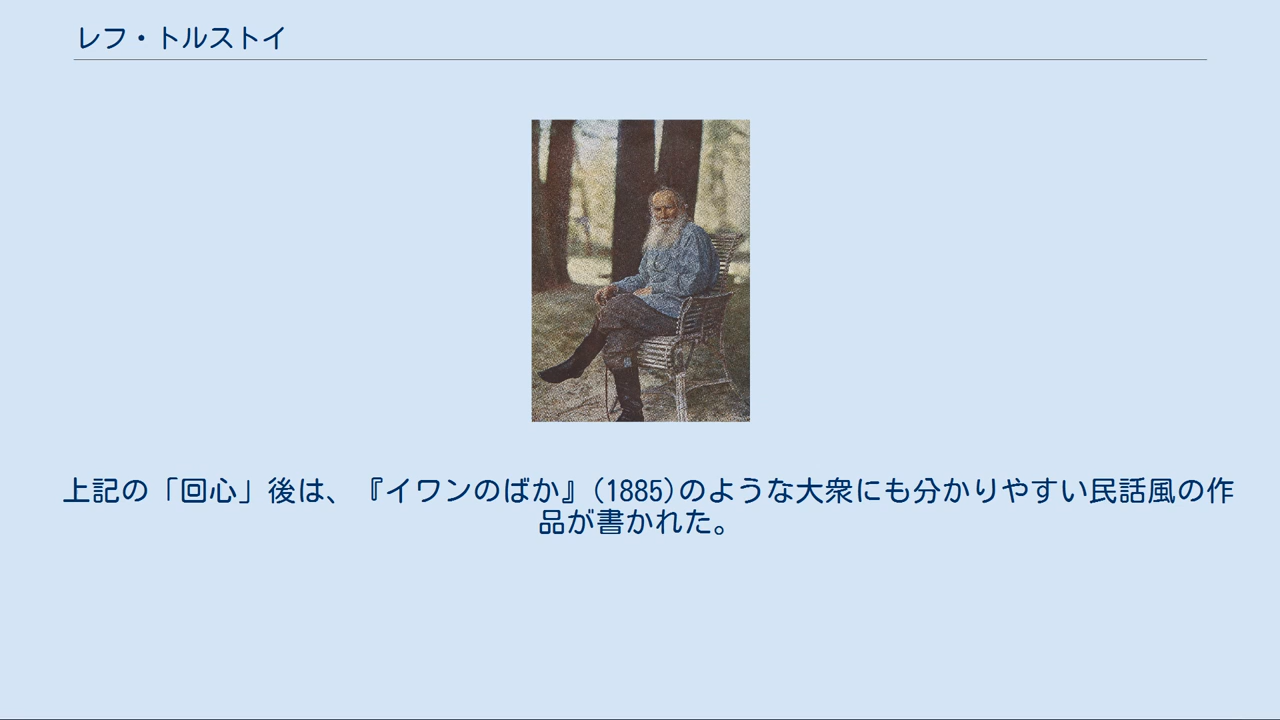 レフ・トルストイ
上記の「回心」後は、『イワンのばか』(1885)のような大衆にも分かりやすい民話風の作
品が書かれた。